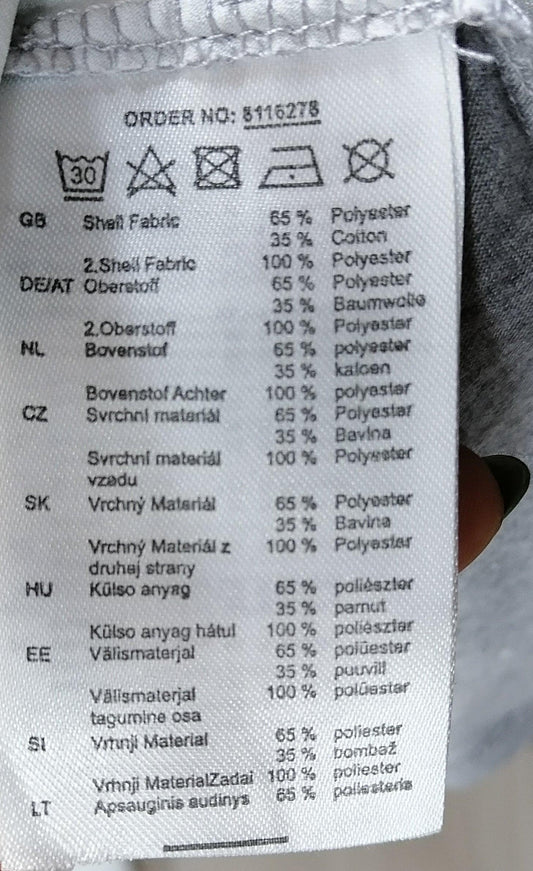 ORDER NO: 8116278
30
GB Shell Fabric 65 % Polyester
35 % Cotton
2.Shell Fabric 100 % Polyester
DE/AT Oberstoff 65 % Polyester
35 % Baumwolle
2.Oberstoff 100 % Polyester
NL Bovenstof 65 % polyester
35 % katoen
Bovenstof Achter 100 % polyester
CZ Svrchní materiál 65 % Polyester
35 % Bavlna
Svrchní materiál 100 % Polyester
vzadu
SK Vrchný Materiál 65 % Polyester
35 % Bavlna
Vrchný Materiál z 100 % Polyester
druhej strany
HU Külso anyag 65 % poliészter
35 % pamut
Külso anyag hátul 100 % poliészter
EE Välismaterjal 65 % polüester
35 % puuvill
Välismaterjal 100 % polüester
tagumine osa
SI Vrhnji Material 65 % poliester
35 % bombaž
Vrhnji MaterialZadaj 100 % poliester
LT Apsauginis audinys 65 % poliesteris